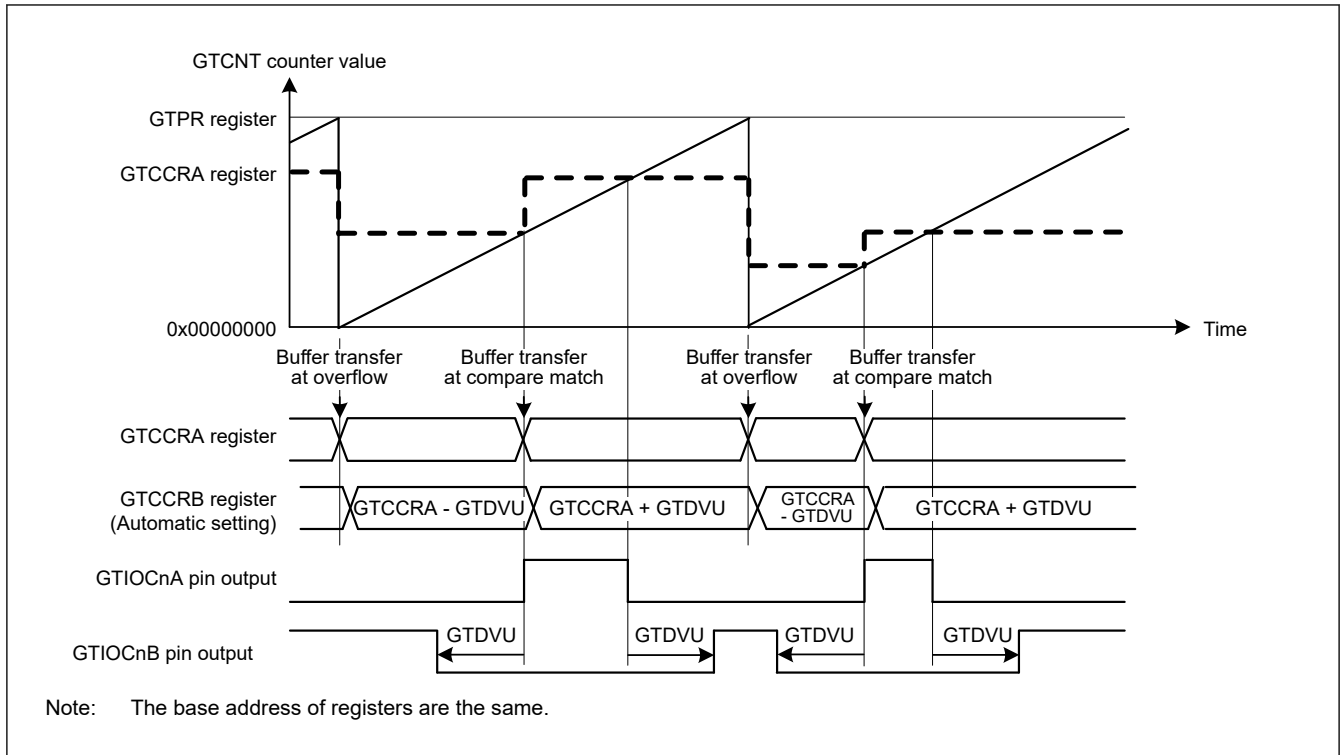 GTCNT counter value
GTPR register
GTCCRA register
0x00000000
Time
Buffer transfer
at overflow
Buffer transfer
at compare match
Buffer transfer
at overflow
Buffer transfer
at compare match
GTCCRA register
GTCCRB register
(Automatic setting)
GTCCRA - GTDVU
GTCCRA + GTDVU
GTCCRA
- GTDVU
GTCCRA + GTDVU
GTIOCnA pin output
GTIOCnB pin output
GTDVU
GTDVU
GTDVU
GTDVU
Note: The base address of registers are the same.